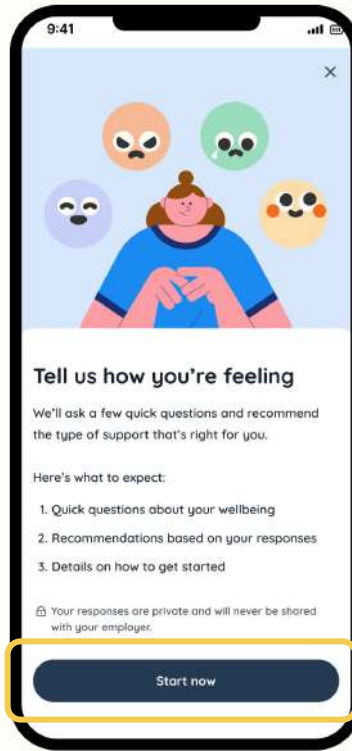 9:41
Tell us how you're feeling
We'll ask a few quick questions and recommend
the type of support that's right for you.
Here's what to expect:
1. Quick questions about your wellbeing
2. Recommendations based on your responses
3. Details on how to get started
Your responses are private and will never be shared
with your employer.
Start now